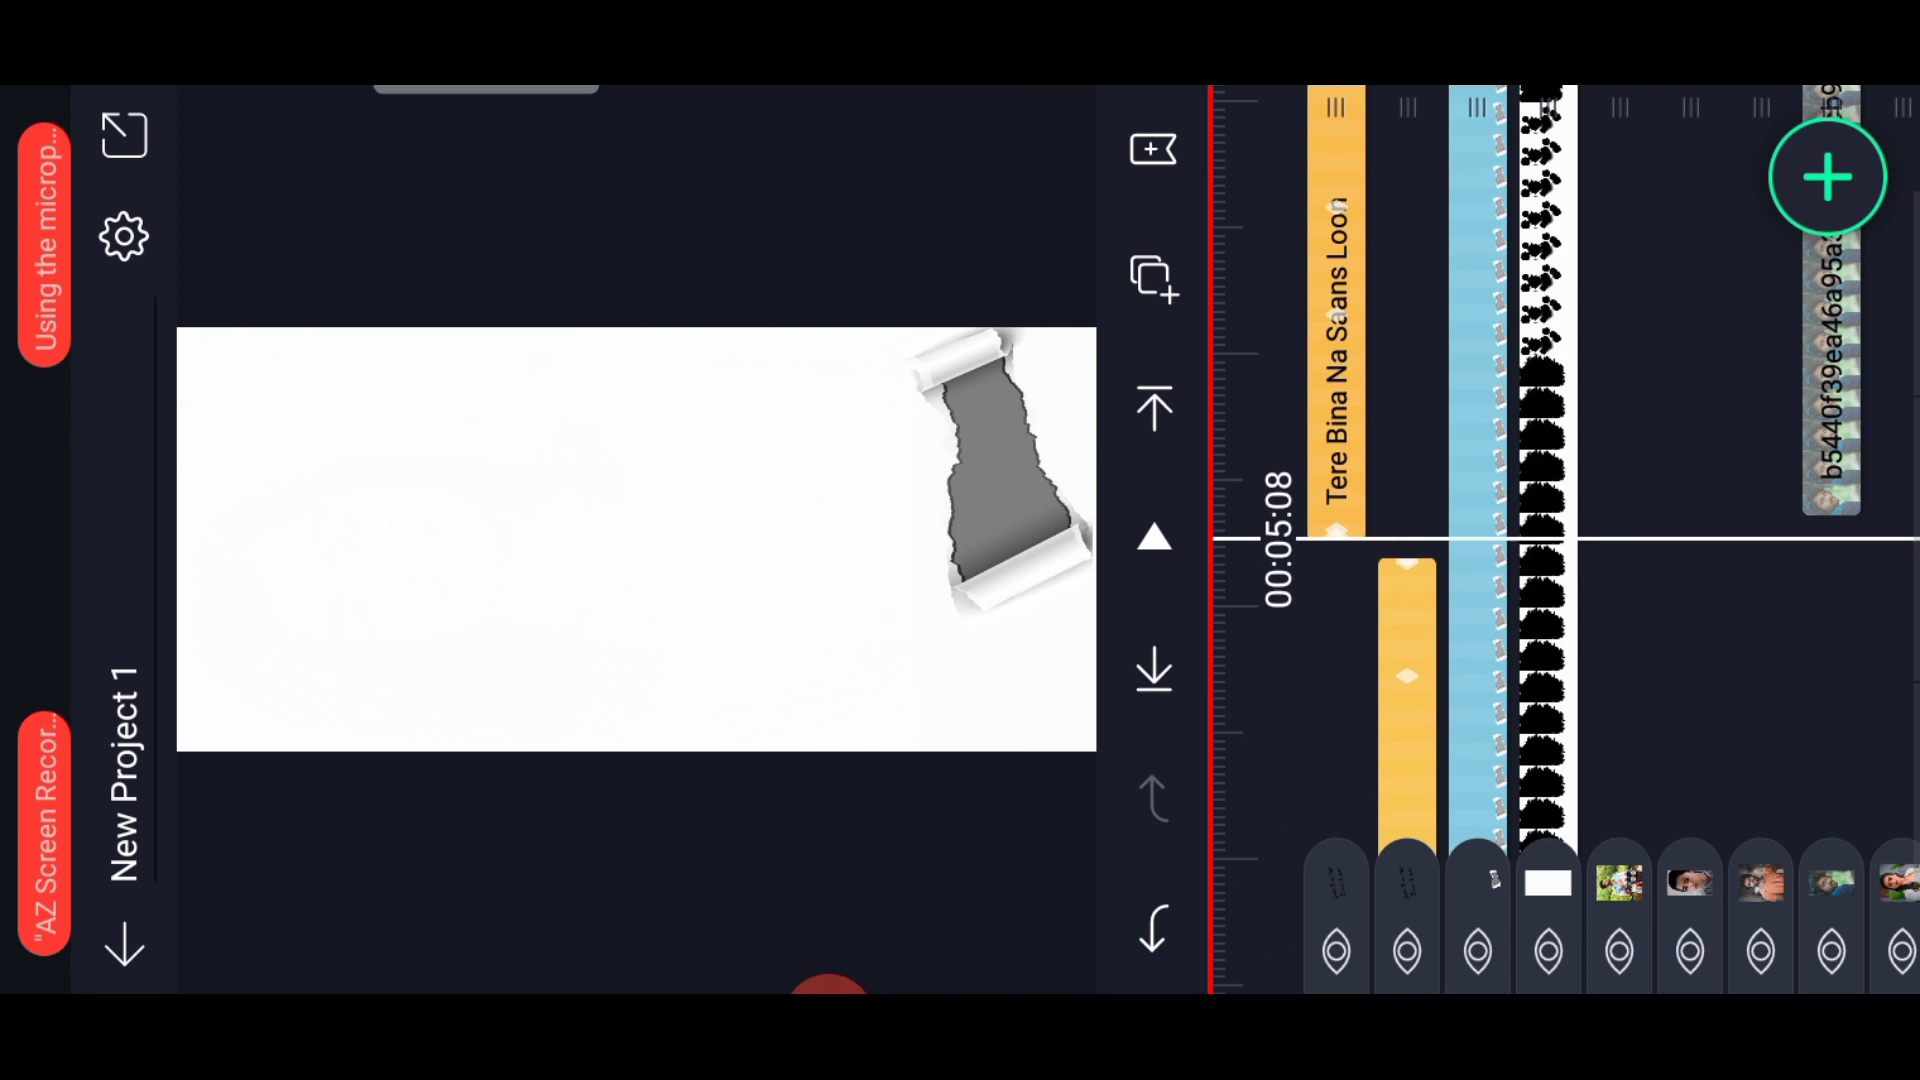 "AZ Screen Recor...
Using the microp...
New Project 1
00:05:08
Tere Bina Na Saans Loon
b5440f39ea46a95a